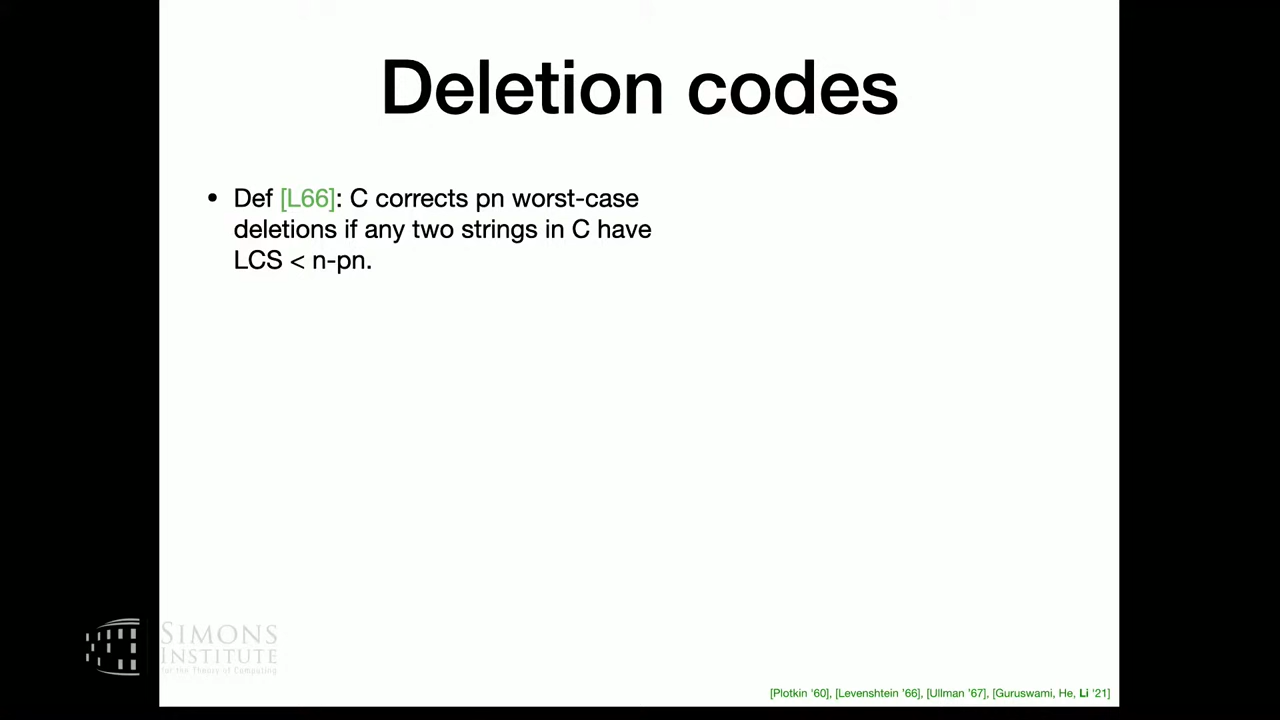 Deletion codes
• Def [L66]: C corrects pn worst-case
deletions if any two strings in C have
LCS < n-pn.
SIMONS
INSTITUTE
for the Theory of Computing
[Plotkin '60], [Levenshtein '66], [Ullman '67], [Guruswami, He, Li '21]